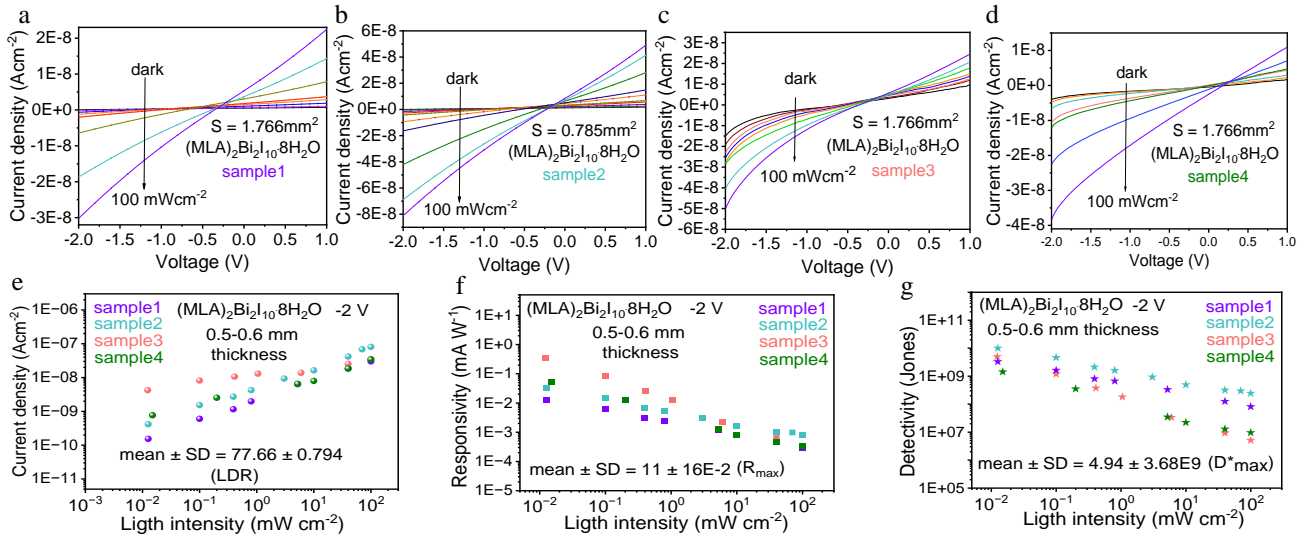 a
2E-8
1E-8
0E+0
-1E-8
-2E-8
-3E-8
-2.0 -1.5 -1.0 -0.5 0.0 0.5 1.0
Voltage (V)
Current density (Acm-2)
dark
S = 1.766mm2
(MLA)2Bi2I10·8H2O
sample1
100 mWcm-2
b
6E-8
4E-8
2E-8
0E+0
-2E-8
-4E-8
-6E-8
-8E-8
-2.0 -1.5 -1.0 -0.5 0.0 0.5 1.0
Voltage (V)
Current density (Acm-2)
dark
S = 0.785mm2
(MLA)2Bi2I10·8H2O
sample2
100 mWcm-2
c
4E-8
3E-8
2E-8
1E-8
0E+0
-1E-8
-2E-8
-3E-8
-4E-8
-5E-8
-6E-8
-2.0 -1.5 -1.0 -0.5 0.0 0.5 1.0
Voltage (V)
Current density (Acm-2)
dark
S = 1.766mm2
(MLA)2Bi2I10·8H2O
100 mWcm-2 sample3
d
1E-8
0E+0
-1E-8
-2E-8
-3E-8
-4E-8
-2.0 -1.5 -1.0 -0.5 0.0 0.5 1.0
Voltage (V)
Current density (Acm-2)
dark
S = 1.766mm2
(MLA)2Bi2I10·8H2O
sample4
100 mWcm-2
e
1E-06
1E-07
1E-08
1E-09
1E-10
1E-11
10-3 10-2 10-1 100 101 102
Ligth intensity (mW cm-2)
Current density (Acm-2)
sample1
sample2
sample3
sample4
(MLA)2Bi2I10·8H2O -2 V
0.5-0.6 mm
thickness
mean ± SD = 77.66 ± 0.794
(LDR)
f
1E+1
1E+0
1E-1
1E-2
1E-3
1E-4
1E-5
10-2 10-1 100 101 102
Ligth intensity (mW cm-2)
Responsivity (mA W-1)
(MLA)2Bi2I10·8H2O -2 V
0.5-0.6 mm
thickness
sample1
sample2
sample3
sample4
mean ± SD = 11 ± 16E-2 (Rmax)
g
1E+11
1E+09
1E+07
1E+05
10-2 10-1 100 101 102
Ligth intensity (mW cm-2)
Detectivity (Jones)
(MLA)2Bi2I10·8H2O -2 V
0.5-0.6 mm
thickness
sample1
sample2
sample3
sample4
mean ± SD = 4.94 ± 3.68E9 (D*max)